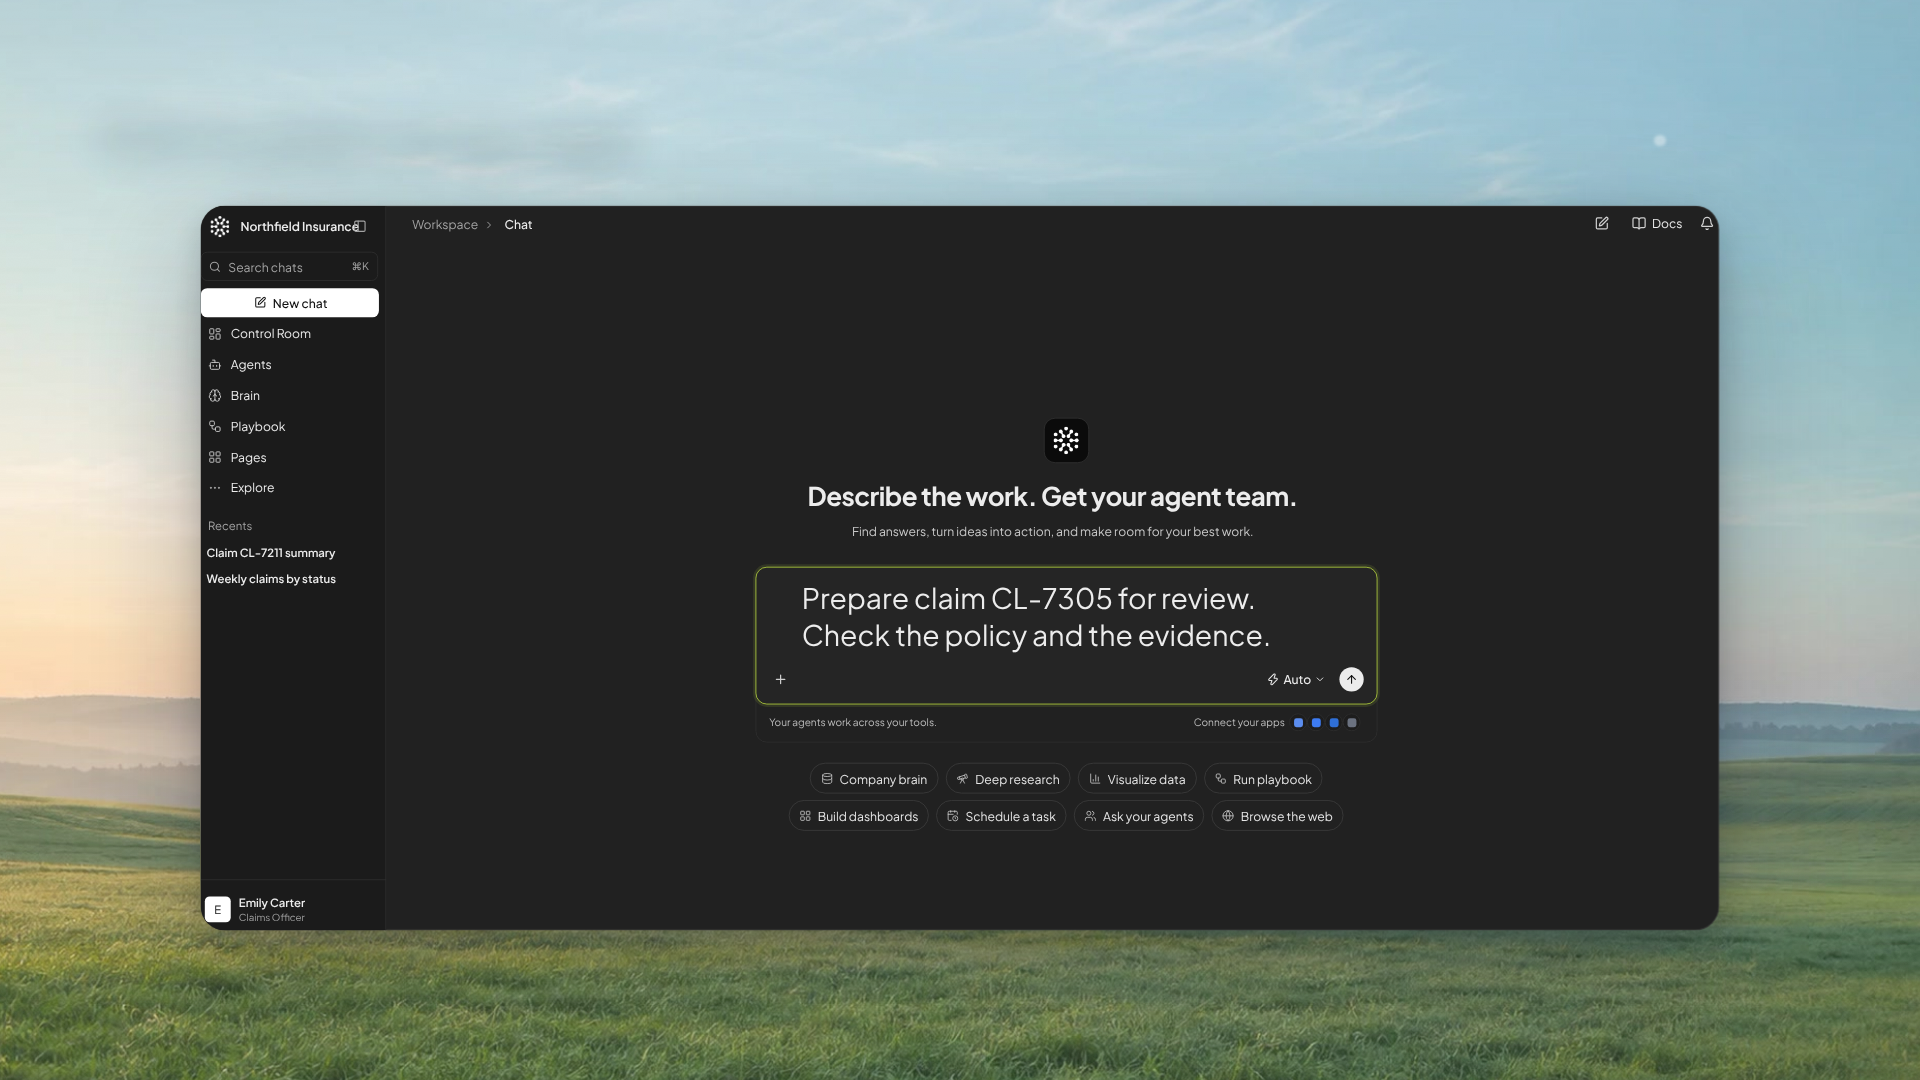 Northfield Insurance
Search chats ⌘K
New chat
Control Room
Agents
Brain
Playbook
Pages
Explore
Recents
Claim CL-7211 summary
Weekly claims by status
E
Emily Carter
Claims Officer
Workspace > Chat
Docs
Describe the work. Get your agent team.
Find answers, turn ideas into action, and make room for your best work.
Prepare claim CL-7305 for review.
Check the policy and the evidence.
Auto
Your agents work across your tools.
Connect your apps
Company brain
Deep research
Visualize data
Run playbook
Build dashboards
Schedule a task
Ask your agents
Browse the web